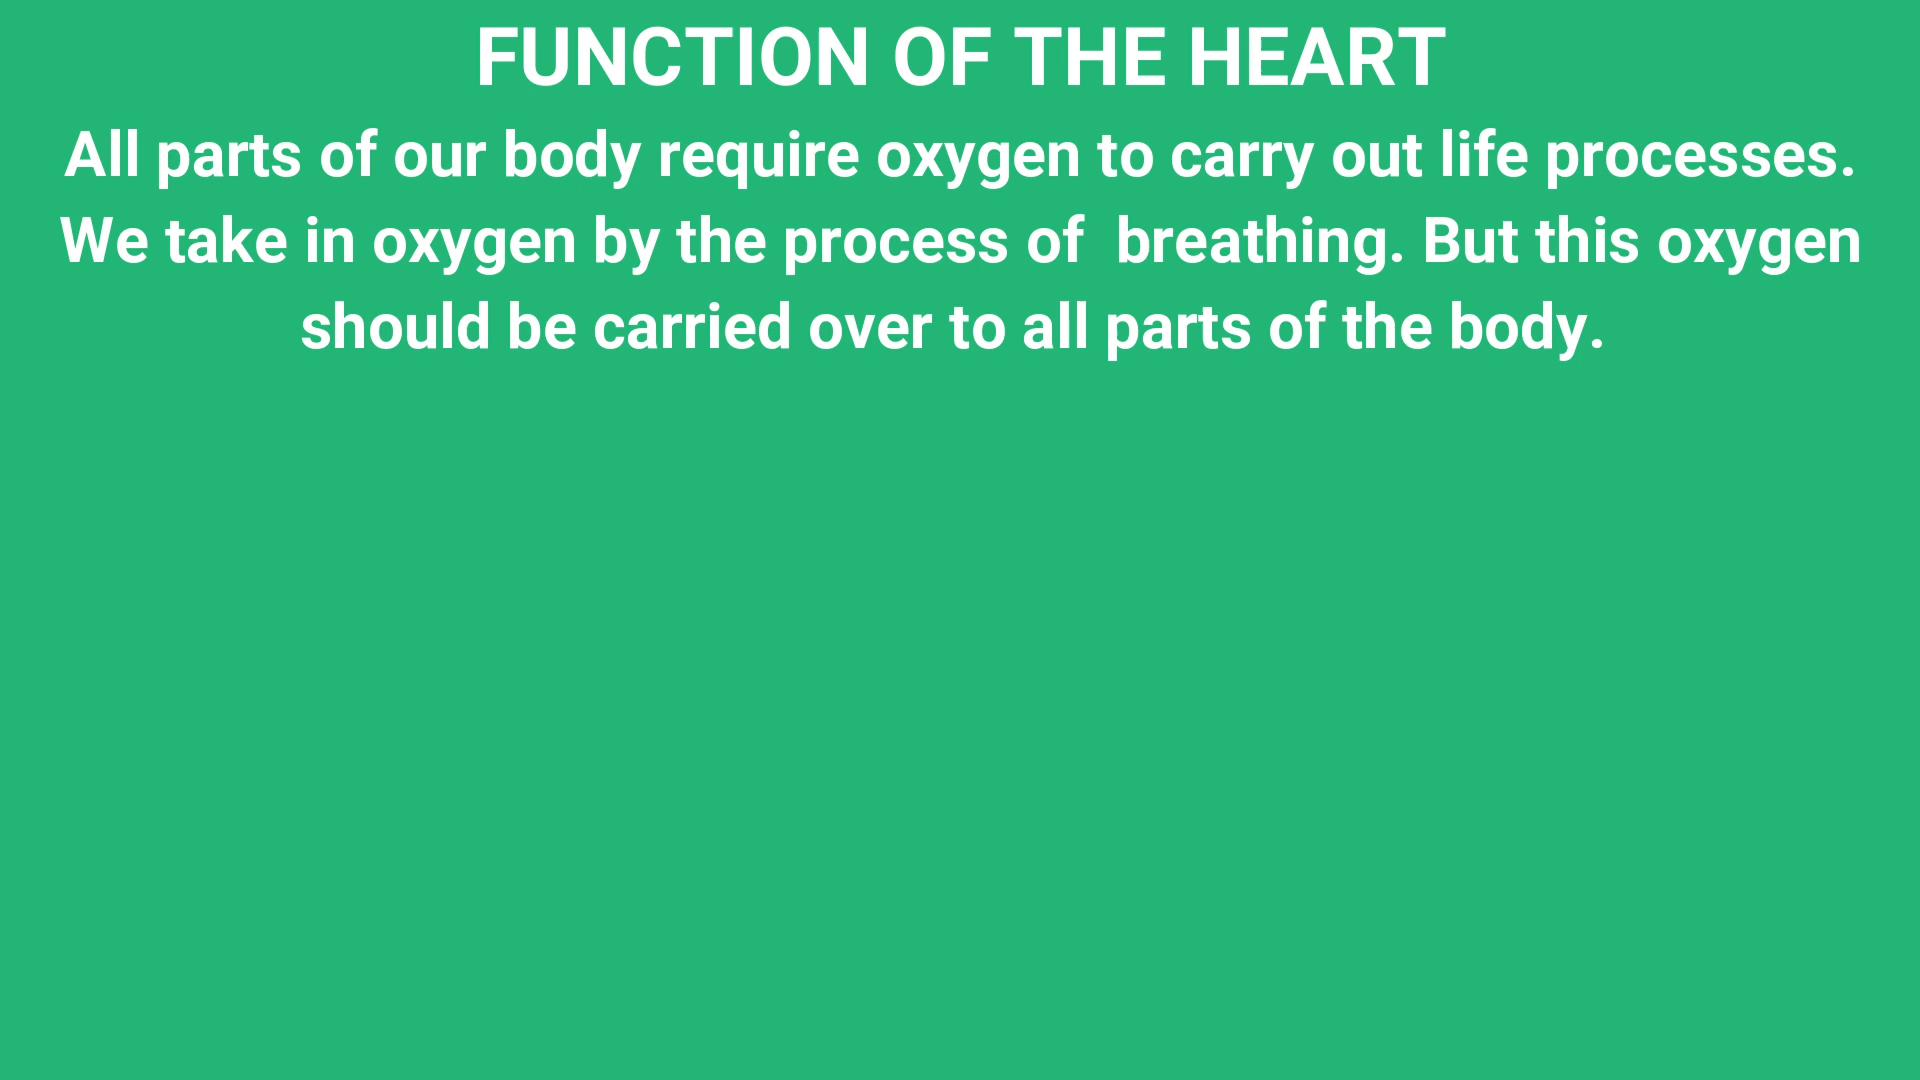 FUNCTION OF THE HEART
All parts of our body require oxygen to carry out life processes.
We take in oxygen by the process of  breathing. But this oxygen
should be carried over to all parts of the body.